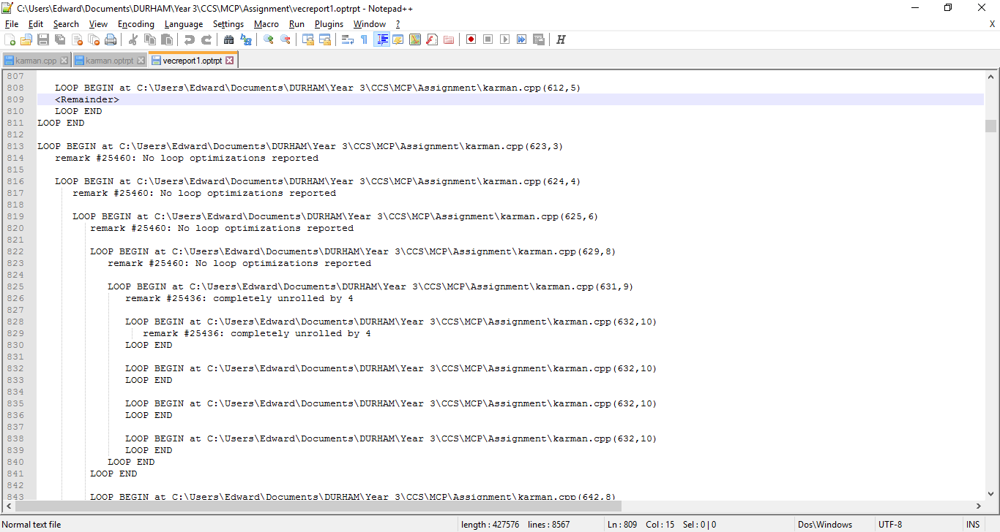 C:\Users\Edward\Documents\DURHAM\Year 3\CCS\MCP\Assignment\vecreport1.optrpt - Notepad++
File Edit Search View Encoding Language Settings Macro Run Plugins Window ? X
karman.cpp karman.optrpt vecreport1.optrpt
807
808 LOOP BEGIN at C:\Users\Edward\Documents\DURHAM\Year 3\CCS\MCP\Assignment\karman.cpp(612,5)
809 <Remainder>
810 LOOP END
811 LOOP END
812
813 LOOP BEGIN at C:\Users\Edward\Documents\DURHAM\Year 3\CCS\MCP\Assignment\karman.cpp(623,3)
814 remark #25460: No loop optimizations reported
815
816 LOOP BEGIN at C:\Users\Edward\Documents\DURHAM\Year 3\CCS\MCP\Assignment\karman.cpp(624,4)
817 remark #25460: No loop optimizations reported
818
819 LOOP BEGIN at C:\Users\Edward\Documents\DURHAM\Year 3\CCS\MCP\Assignment\karman.cpp(625,6)
820 remark #25460: No loop optimizations reported
821
822 LOOP BEGIN at C:\Users\Edward\Documents\DURHAM\Year 3\CCS\MCP\Assignment\karman.cpp(629,8)
823 remark #25460: No loop optimizations reported
824
825 LOOP BEGIN at C:\Users\Edward\Documents\DURHAM\Year 3\CCS\MCP\Assignment\karman.cpp(631,9)
826 remark #25436: completely unrolled by 4
827
828 LOOP BEGIN at C:\Users\Edward\Documents\DURHAM\Year 3\CCS\MCP\Assignment\karman.cpp(632,10)
829 remark #25436: completely unrolled by 4
830 LOOP END
831
832 LOOP BEGIN at C:\Users\Edward\Documents\DURHAM\Year 3\CCS\MCP\Assignment\karman.cpp(632,10)
833 LOOP END
834
835 LOOP BEGIN at C:\Users\Edward\Documents\DURHAM\Year 3\CCS\MCP\Assignment\karman.cpp(632,10)
836 LOOP END
837
838 LOOP BEGIN at C:\Users\Edward\Documents\DURHAM\Year 3\CCS\MCP\Assignment\karman.cpp(632,10)
839 LOOP END
840 LOOP END
841 LOOP END
842
843 LOOP BEGIN at C:\Users\Edward\Documents\DURHAM\Year 3\CCS\MCP\Assignment\karman.cpp(642,8)
Normal text file length : 427576 lines : 8567 Ln : 809 Col : 15 Sel : 0 | 0 Dos\Windows UTF-8 INS